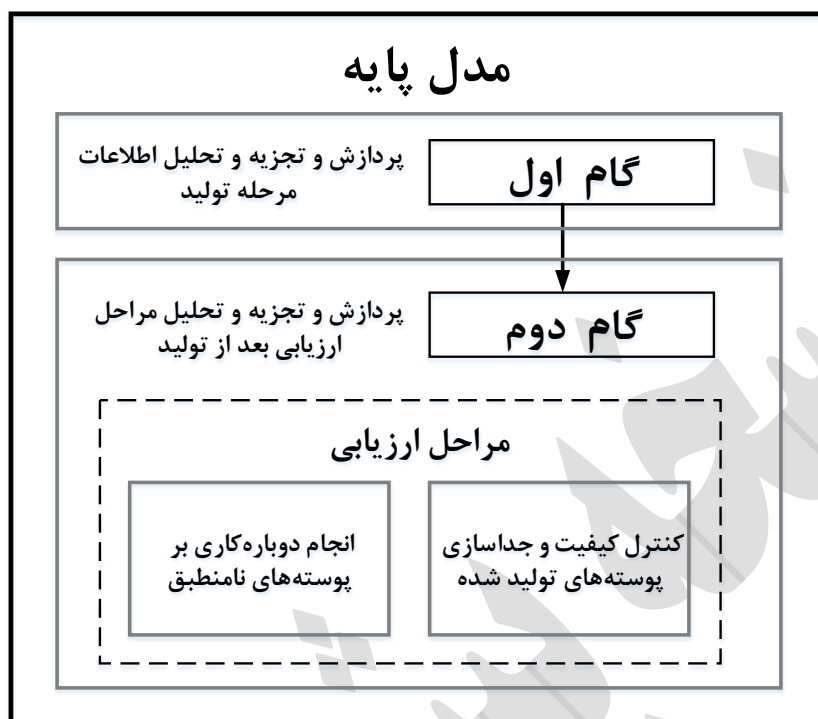 مدل پایه
گام اول
پردازش و تجزیه و تحلیل اطلاعات
مرحله تولید
گام دوم
پردازش و تجزیه و تحلیل مراحل
ارزیابی بعد از تولید
مراحل ارزیابی
کنترل کیفیت و جداسازی
پوسته‌های تولید شده
انجام دوباره‌کاری بر
پوسته‌های نامنطبق